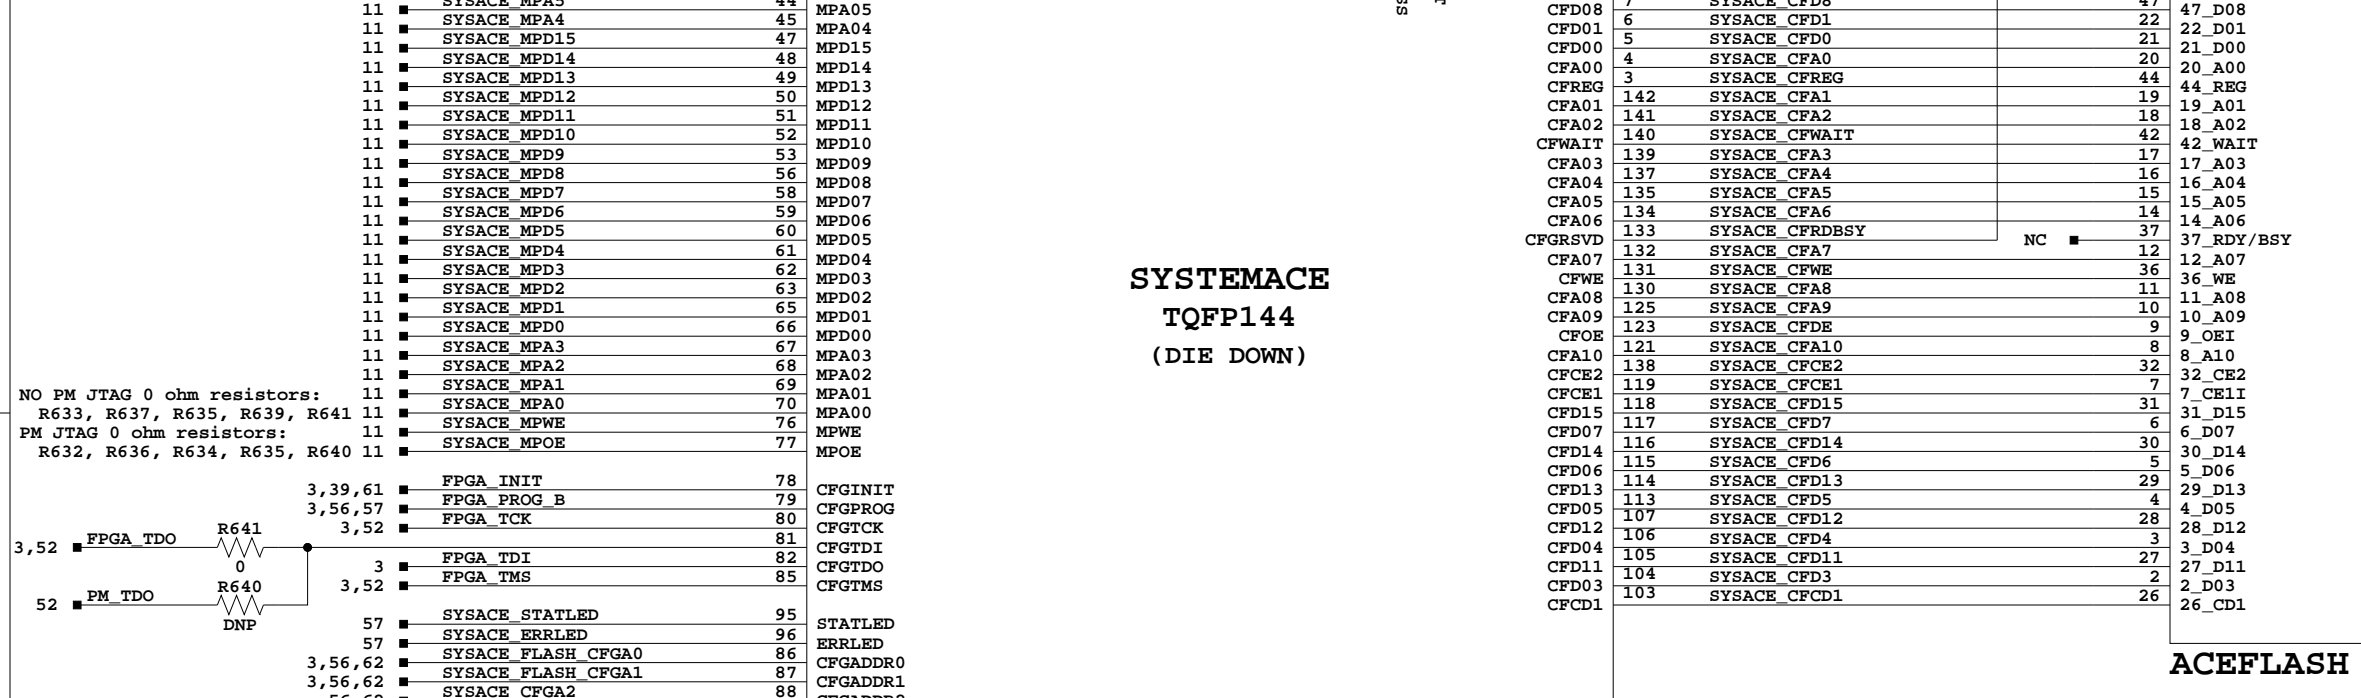 11 SYSACE_MPA5 44 MPA05
11 SYSACE_MPA4 45 MPA04
11 SYSACE_MPD15 47 MPD15
11 SYSACE_MPD14 48 MPD14
11 SYSACE_MPD13 49 MPD13
11 SYSACE_MPD12 50 MPD12
11 SYSACE_MPD11 51 MPD11
11 SYSACE_MPD10 52 MPD10
11 SYSACE_MPD9 53 MPD09
11 SYSACE_MPD8 56 MPD08
11 SYSACE_MPD7 58 MPD07
11 SYSACE_MPD6 59 MPD06
11 SYSACE_MPD5 60 MPD05
11 SYSACE_MPD4 61 MPD04
11 SYSACE_MPD3 62 MPD03
11 SYSACE_MPD2 63 MPD02
11 SYSACE_MPD1 65 MPD01
11 SYSACE_MPD0 66 MPD00
11 SYSACE_MPA3 67 MPA03
11 SYSACE_MPA2 68 MPA02
11 SYSACE_MPA1 69 MPA01
11 SYSACE_MPA0 70 MPA00
11 SYSACE_MPWE 76 MPWE
11 SYSACE_MPOE 77 MPOE
NO PM JTAG 0 ohm resistors:
R633, R637, R635, R639, R641
PM JTAG 0 ohm resistors:
R632, R636, R634, R635, R640
3,39,61 FPGA_INIT 78 CFGINIT
3,56,57 FPGA_PROG_B 79 CFGPROG
3,52 FPGA_TCK 80 CFGTCK
3,52 FPGA_TDO R641 0 81 CFGTDI
3 FPGA_TDI 82 CFGTDO
3,52 FPGA_TMS 85 CFGTMS
52 PM_TDO R640 DNP
57 SYSACE_STATLED 95 STATLED
57 SYSACE_ERRLED 96 ERRLED
3,56,62 SYSACE_FLASH_CFGA0 86 CFGADDR0
3,56,62 SYSACE_FLASH_CFGA1 87 CFGADDR1
SYSACE_CFGA2 88
SYSTEMACE
TQFP144
(DIE DOWN)
CFD08 7 SYSACE_CFD8 47 47_D08
CFD01 6 SYSACE_CFD1 22 22_D01
CFD00 5 SYSACE_CFD0 21 21_D00
CFA00 4 SYSACE_CFA0 20 20_A00
CFREG 3 SYSACE_CFREG 44 44_REG
CFA01 142 SYSACE_CFA1 19 19_A01
CFA02 141 SYSACE_CFA2 18 18_A02
CFWAIT 140 SYSACE_CFWAIT 42 42_WAIT
CFA03 139 SYSACE_CFA3 17 17_A03
CFA04 137 SYSACE_CFA4 16 16_A04
CFA05 135 SYSACE_CFA5 15 15_A05
CFA06 134 SYSACE_CFA6 14 14_A06
CFGRSVD 133 SYSACE_CFRDBSY NC 37 37_RDY/BSY
CFA07 132 SYSACE_CFA7 12 12_A07
CFWE 131 SYSACE_CFWE 36 36_WE
CFA08 130 SYSACE_CFA8 11 11_A08
CFA09 125 SYSACE_CFA9 10 10_A09
CFOE 123 SYSACE_CFDE 9 9_OEI
CFA10 121 SYSACE_CFA10 8 8_A10
CFCE2 138 SYSACE_CFCE2 32 32_CE2
CFCE1 119 SYSACE_CFCE1 7 7_CE1I
CFD15 118 SYSACE_CFD15 31 31_D15
CFD07 117 SYSACE_CFD7 6 6_D07
CFD14 116 SYSACE_CFD14 30 30_D14
CFD06 115 SYSACE_CFD6 5 5_D06
CFD13 114 SYSACE_CFD13 29 29_D13
CFD05 113 SYSACE_CFD5 4 4_D05
CFD12 107 SYSACE_CFD12 28 28_D12
CFD04 106 SYSACE_CFD4 3 3_D04
CFD11 105 SYSACE_CFD11 27 27_D11
CFD03 104 SYSACE_CFD3 2 2_D03
CFCD1 103 SYSACE_CFCD1 26 26_CD1
ACEFLASH